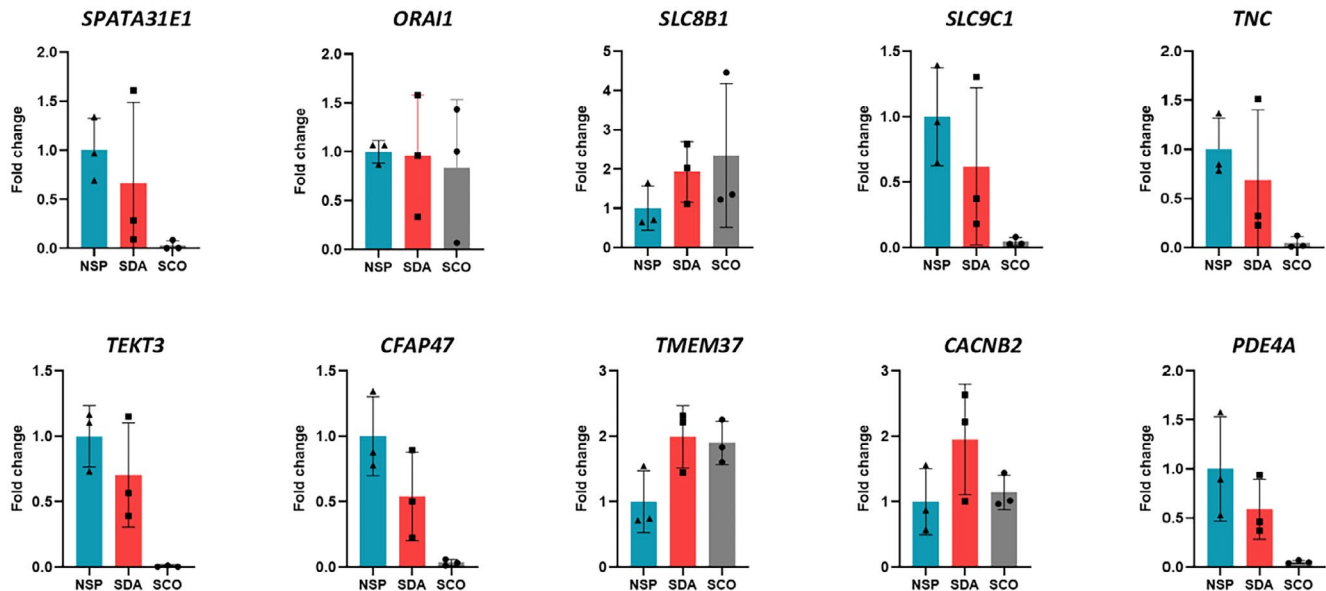 SPATA31E1
Fold change
2.0
1.5
1.0
0.5
0.0
NSP SDA SCO
ORAI1
Fold change
2.0
1.5
1.0
0.5
0.0
NSP SDA SCO
SLC8B1
Fold change
5
4
3
2
1
0
NSP SDA SCO
SLC9C1
Fold change
1.5
1.0
0.5
0.0
NSP SDA SCO
TNC
Fold change
2.0
1.5
1.0
0.5
0.0
NSP SDA SCO
TEKT3
Fold change
1.5
1.0
0.5
0.0
NSP SDA SCO
CFAP47
Fold change
1.5
1.0
0.5
0.0
NSP SDA SCO
TMEM37
Fold change
3
2
1
0
NSP SDA SCO
CACNB2
Fold change
3
2
1
0
NSP SDA SCO
PDE4A
Fold change
2.0
1.5
1.0
0.5
0.0
NSP SDA SCO